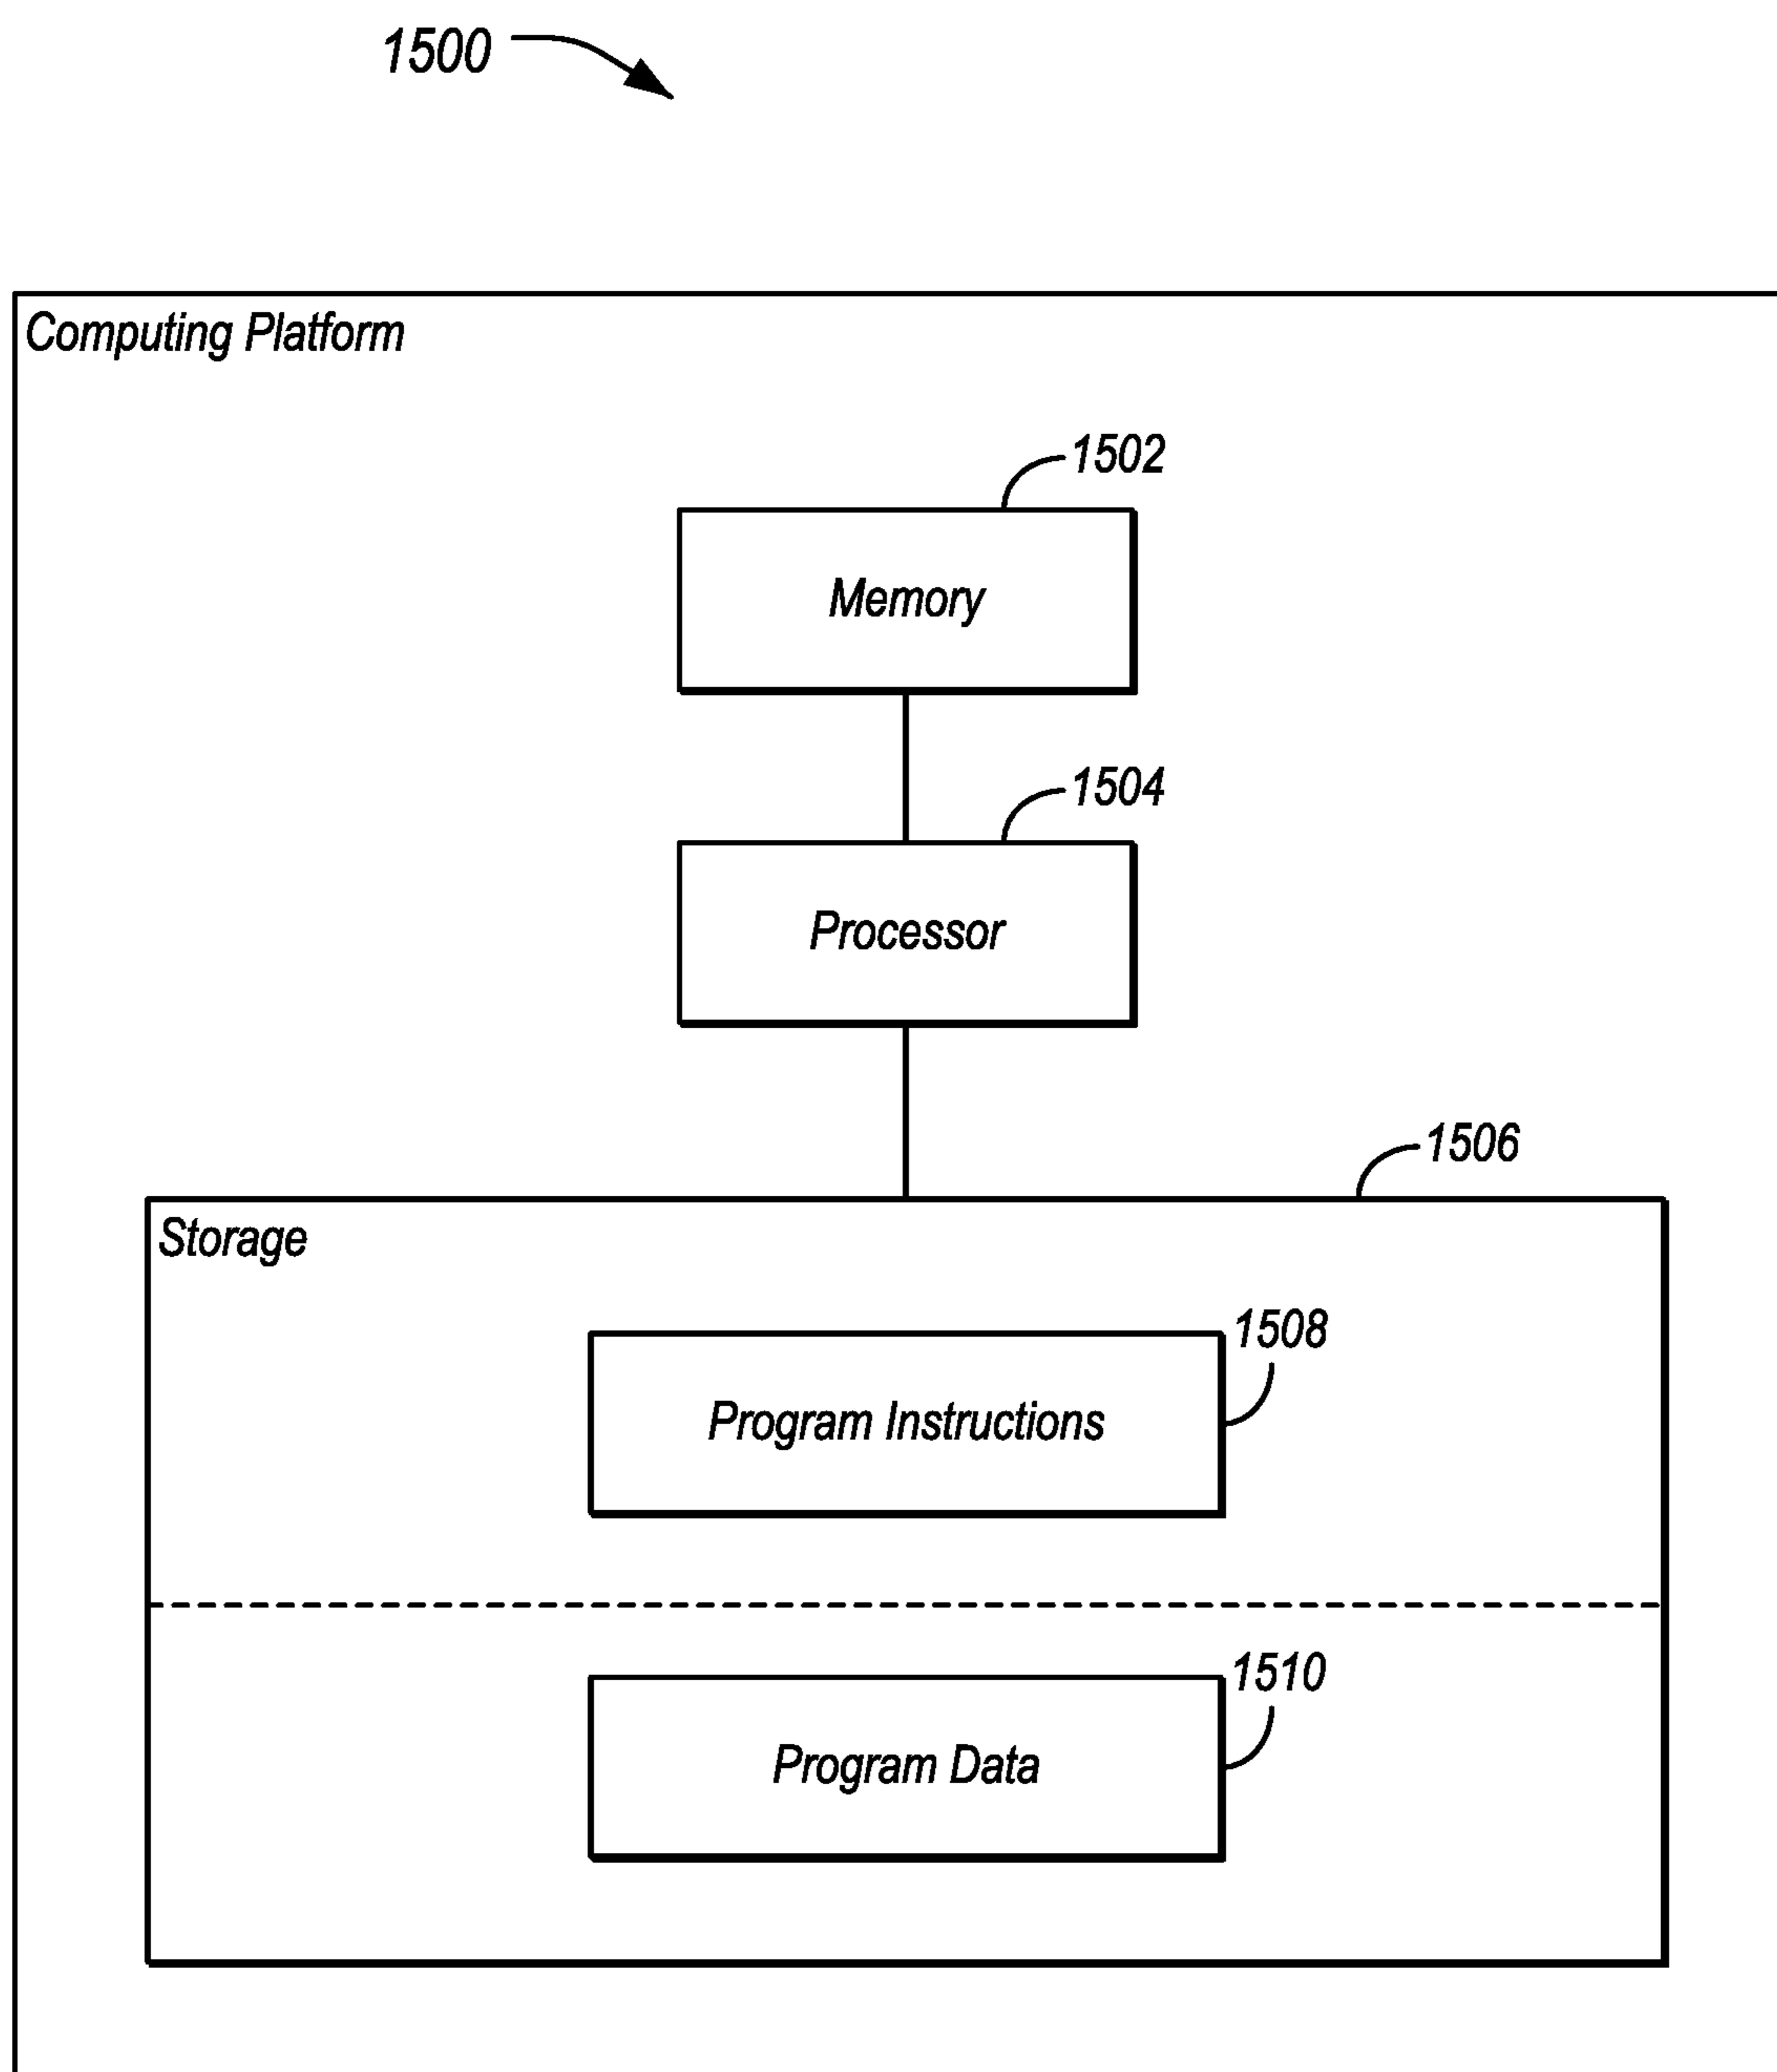 1500
Computing Platform
1502
Memory
1504
Processor
1506
Storage
1508
Program Instructions
1510
Program Data